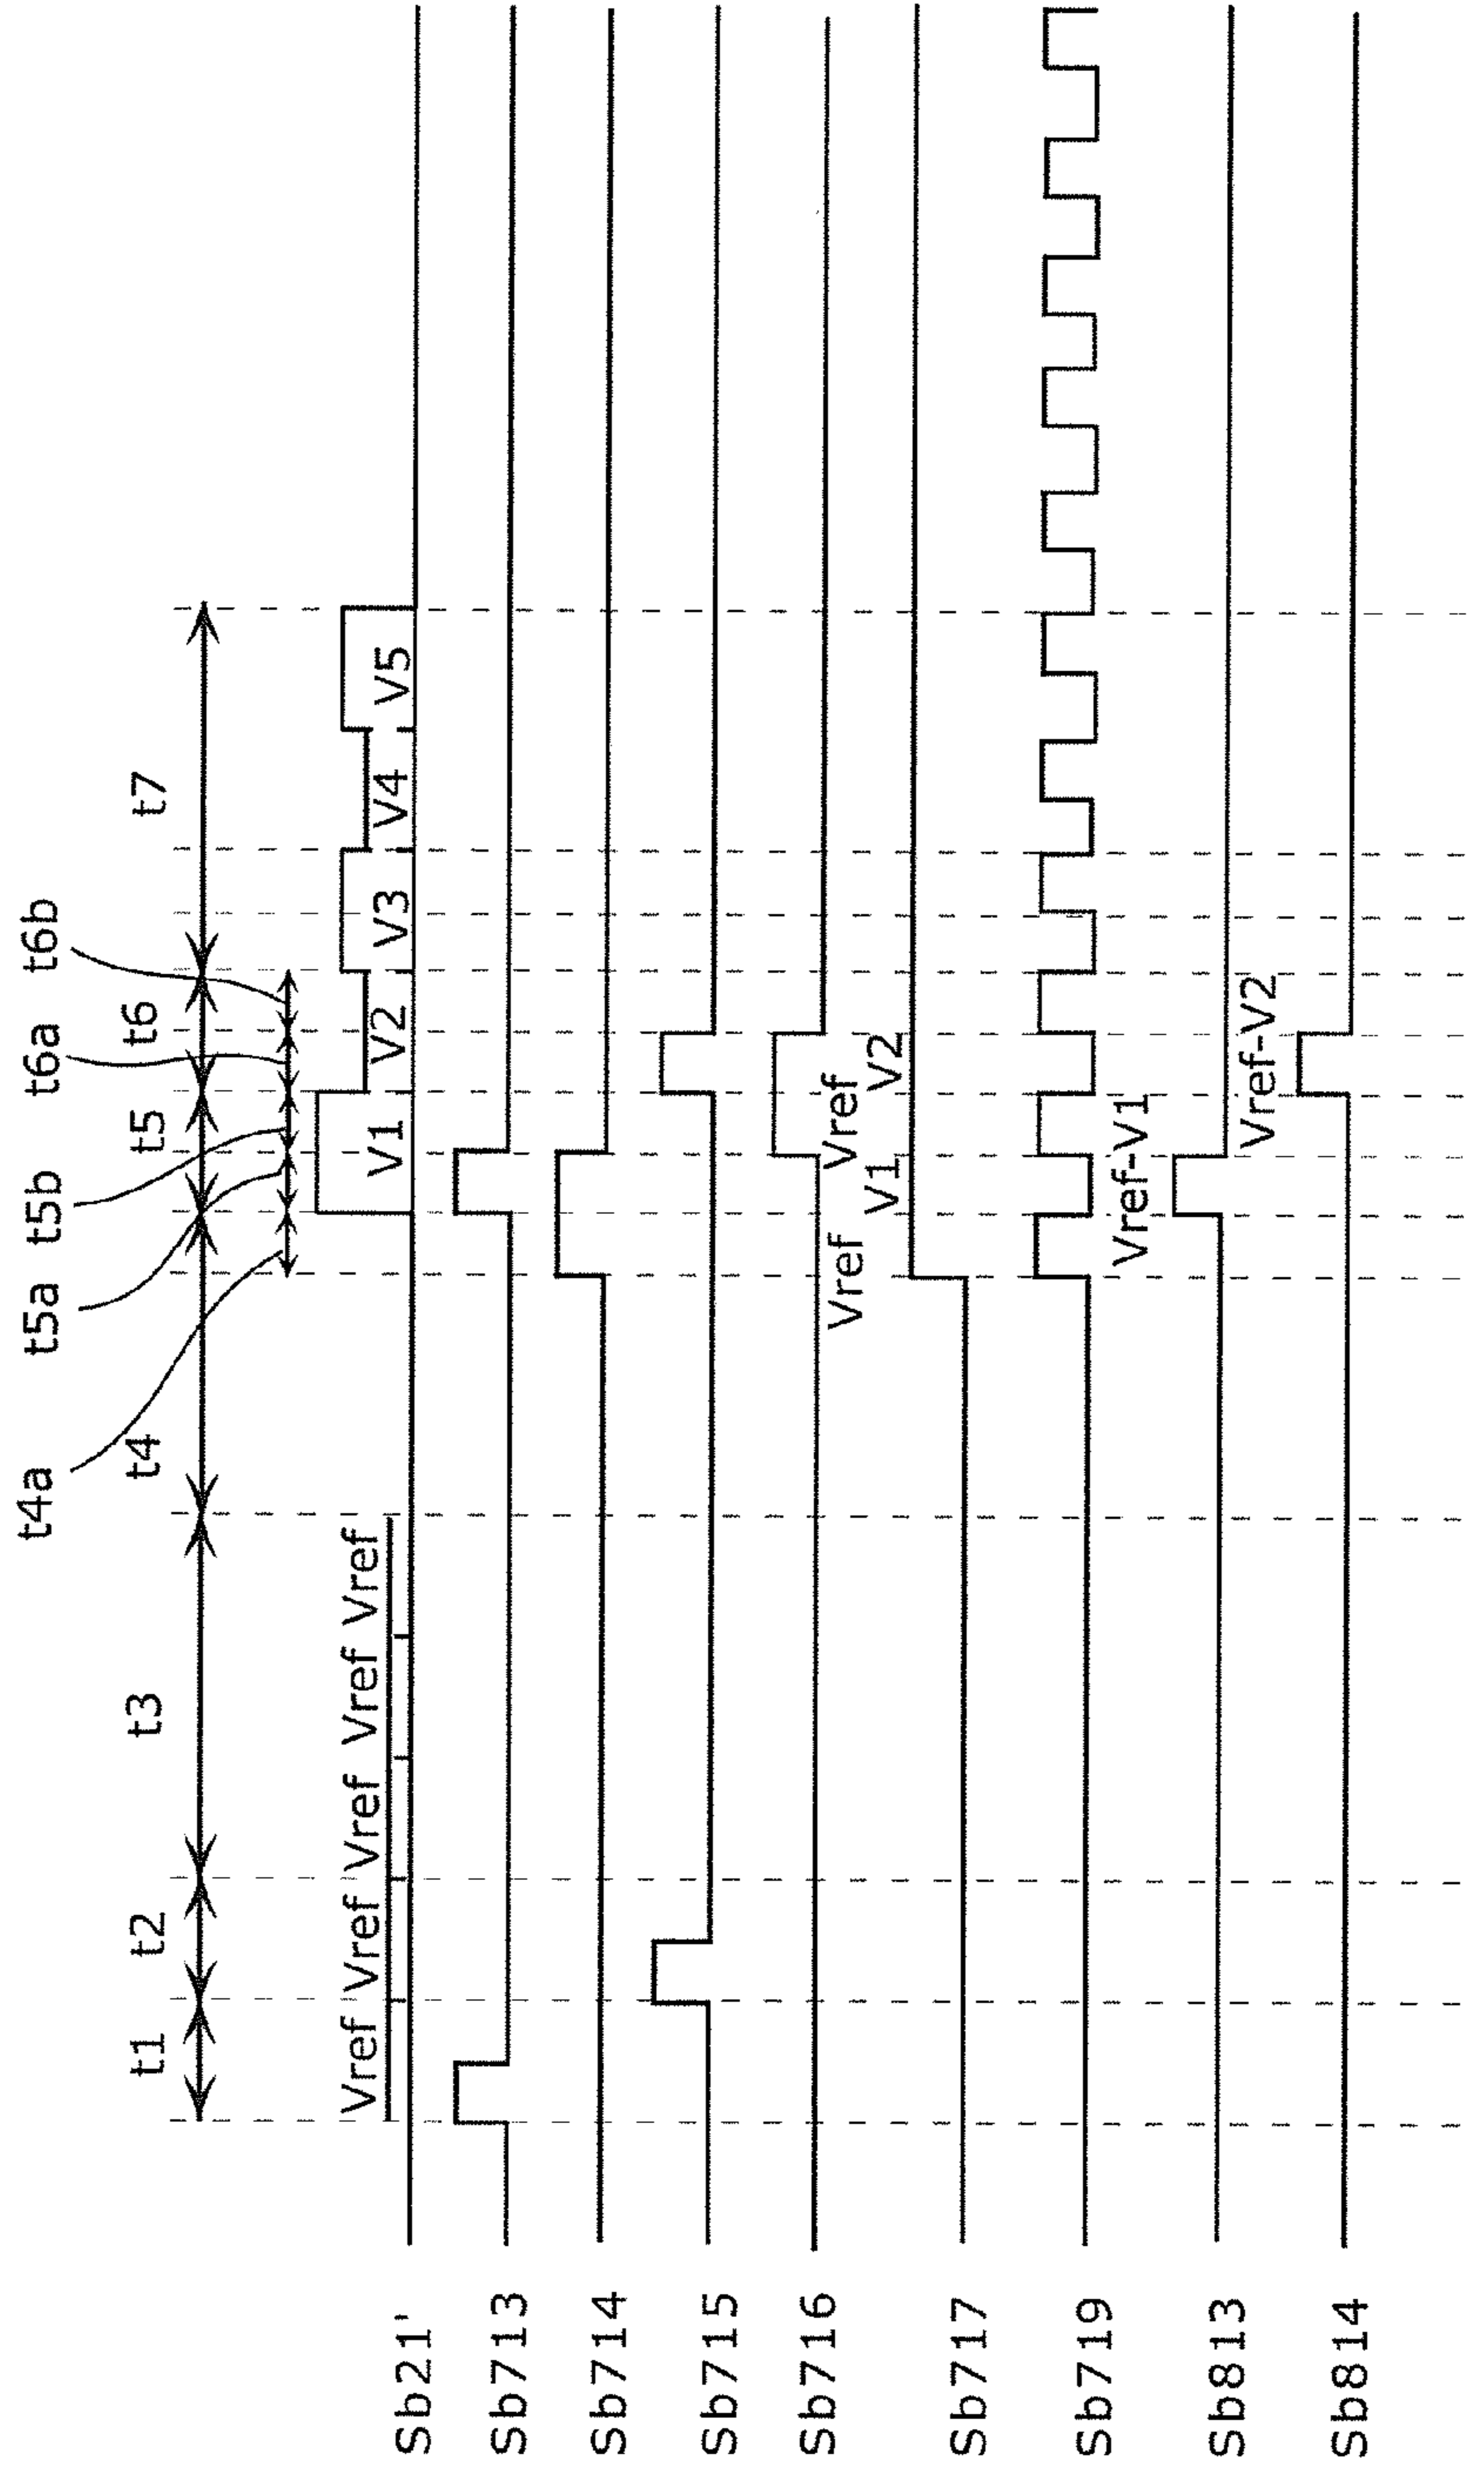 t4a t5a t5b t6a t6b
t1 t2 t3 t4 t5 t6 t7
Vref Vref Vref Vref Vref
Sb21' V1 V2 V3 V4 V5
Sb713
Sb714
Sb715
Sb716
Vref Vref
V1 V2
Sb717
Sb719
Vref-V1
Sb813
Vref-V2
Sb814